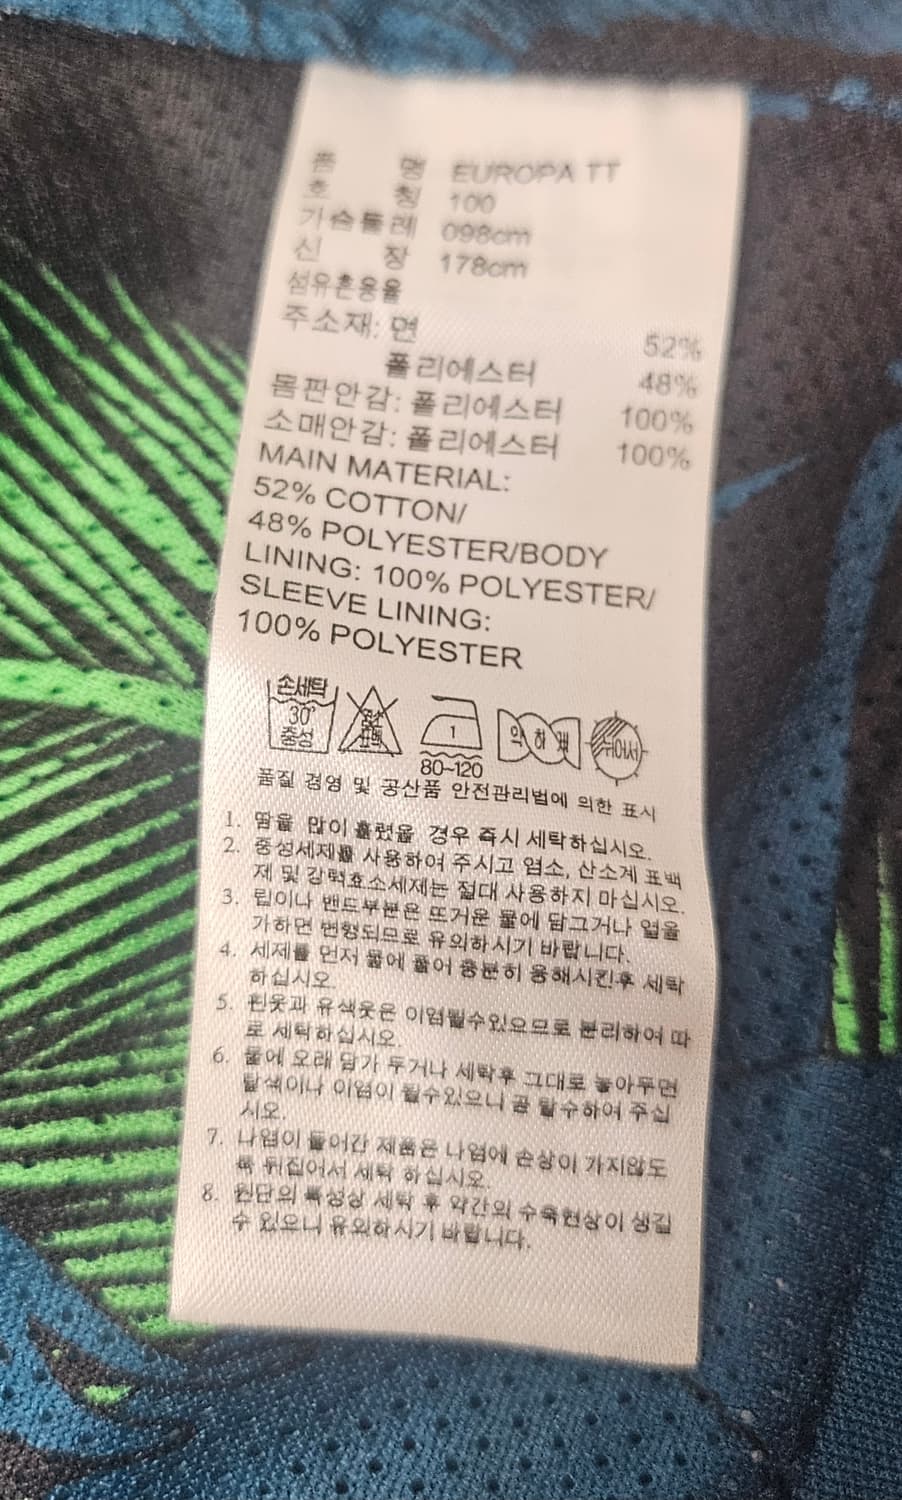 품 명 EUROPA TT
호 칭 100
가슴둘레 098cm
신 장 178cm
섬유혼용율
주소재: 면 52%
폴리에스터 48%
몸판안감: 폴리에스터 100%
소매안감: 폴리에스터 100%
MAIN MATERIAL:
52% COTTON/
48% POLYESTER/BODY
LINING: 100% POLYESTER/
SLEEVE LINING:
100% POLYESTER
손세탁
30°
중성
염소
표백
1
80~120
약하게
뉘어서
품질 경영 및 공산품 안전관리법에 의한 표시
1. 땀을 많이 흘렸을 경우 즉시 세탁하십시오.
2. 중성세제를 사용하여 주시고 염소, 산소계 표백
제 및 강력효소세제는 절대 사용하지 마십시오.
3. 립이나 밴드부분은 뜨거운 물에 담그거나 열을
가하면 변형되므로 유의하시기 바랍니다.
4. 세제를 먼저 물에 풀어 충분히 용해시킨후 세탁
하십시오.
5. 흰옷과 유색옷은 이염될수있으므로 분리하여 따
로 세탁하십시오.
6. 물에 오래 담가 두거나 세탁후 그대로 놓아두면
탈색이나 이염이 될수있으니 곧 탈수하여 주십
시오.
7. 나염이 들어간 제품은 나염에 손상이 가지않도
록 뒤집어서 세탁 하십시오.
8. 원단의 특성상 세탁 후 약간의 수축현상이 생길
수 있으니 유의하시기 바랍니다.